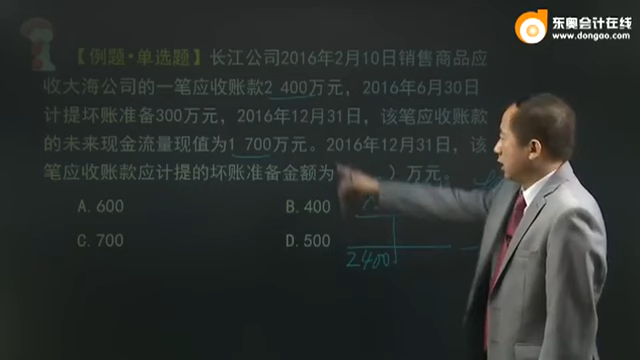 东奥会计在线
www.dongao.com
【例题·单选题】长江公司2016年2月10日销售商品应
收大海公司的一笔应收账款2 400万元，2016年6月30日
计提坏账准备300万元，2016年12月31日，该笔应收账款
的未来现金流量现值为1 700万元。2016年12月31日，该
笔应收账款应计提的坏账准备金额为（ ）万元。
A.600
B.400
C.700
D.500
2400